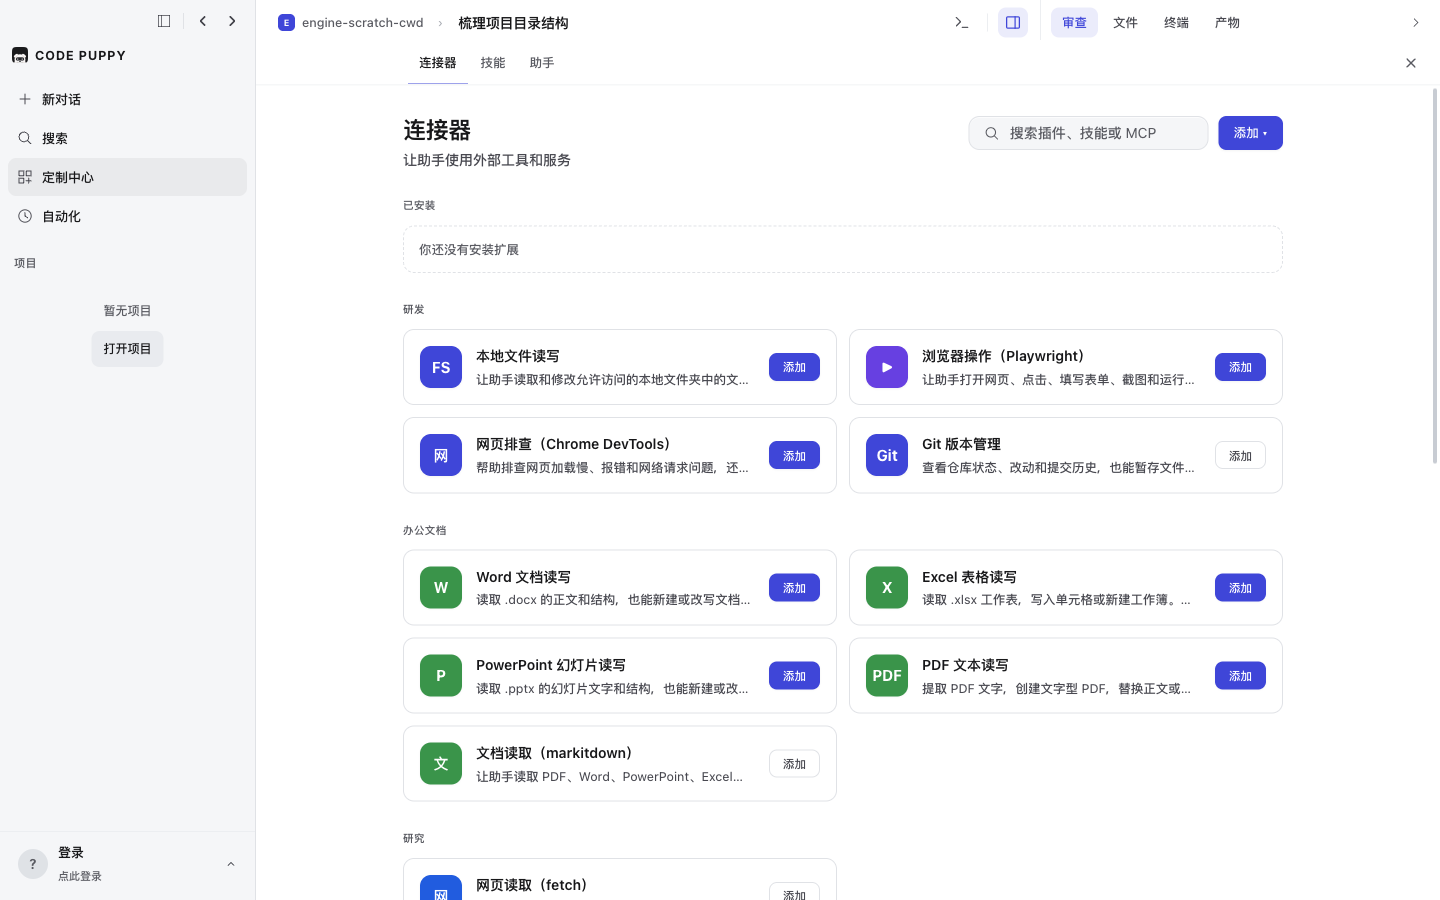 CODE PUPPY
新对话
搜索
定制中心
自动化
项目
暂无项目
打开项目
?
登录
点此登录
E engine-scratch-cwd › 梳理项目目录结构
审查 文件 终端 产物
连接器 技能 助手
连接器
让助手使用外部工具和服务
搜索插件、技能或 MCP
添加
已安装
你还没有安装扩展
研发
FS
本地文件读写
让助手读取和修改允许访问的本地文件夹中的文...
添加
浏览器操作（Playwright）
让助手打开网页、点击、填写表单、截图和运行...
添加
网
网页排查（Chrome DevTools）
帮助排查网页加载慢、报错和网络请求问题，还...
添加
Git
Git 版本管理
查看仓库状态、改动和提交历史，也能暂存文件...
添加
办公文档
W
Word 文档读写
读取 .docx 的正文和结构，也能新建或改写文档...
添加
X
Excel 表格读写
读取 .xlsx 工作表，写入单元格或新建工作簿。...
添加
P
PowerPoint 幻灯片读写
读取 .pptx 的幻灯片文字和结构，也能新建或改...
添加
PDF
PDF 文本读写
提取 PDF 文字，创建文字型 PDF，替换正文或...
添加
文
文档读取（markitdown）
让助手读取 PDF、Word、PowerPoint、Excel...
添加
研究
网
网页读取（fetch）
添加